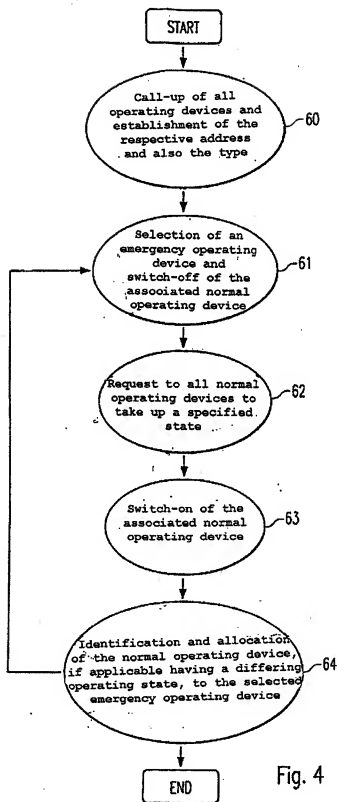 START
Call-up of all
operating devices and
establishment of the
respective address
and also the type
60
Selection of an
emergency operating
device and
switch-off of the
associated normal
operating device
61
Request to all normal
operating devices to
take up a specified
state
62
Switch-on of the
associated normal
operating device
63
Identification and allocation
of the normal operating device,
if applicable having a differing
operating state, to the selected
emergency operating device
64
END
Fig. 4